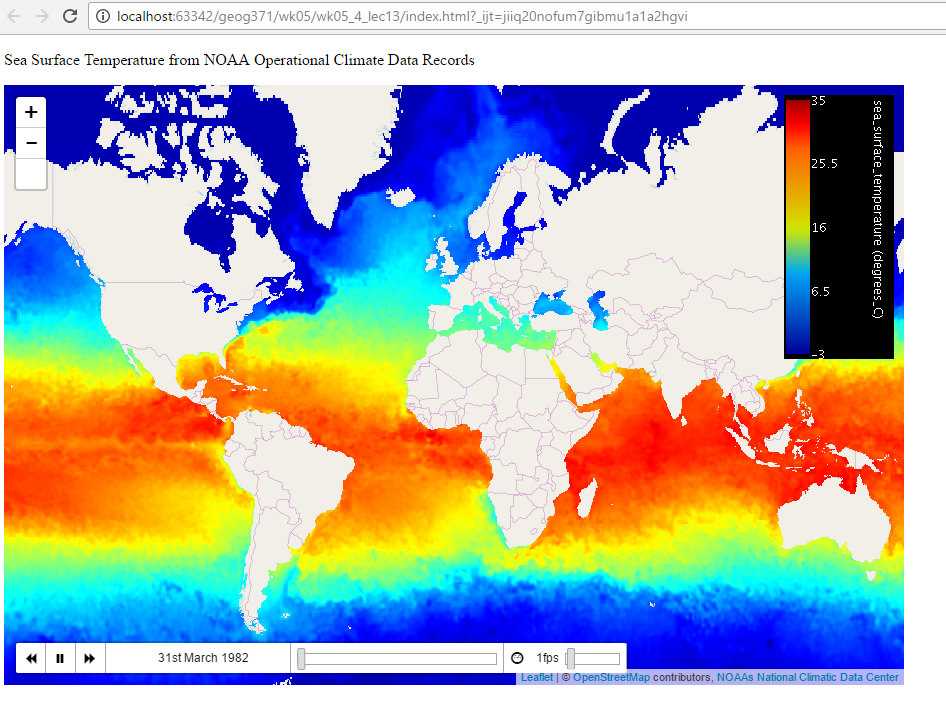 localhost:63342/geog371/wk05/wk05_4_lec13/index.html?_ijt=jiiq20nofum7gibmu1a1a2hgvi
Sea Surface Temperature from NOAA Operational Climate Data Records
+
−
35
25.5
16
6.5
-3
sea_surface_temperature (degrees_C)
31st March 1982
1fps
Leaflet | © OpenStreetMap contributors, NOAAs National Climatic Data Center